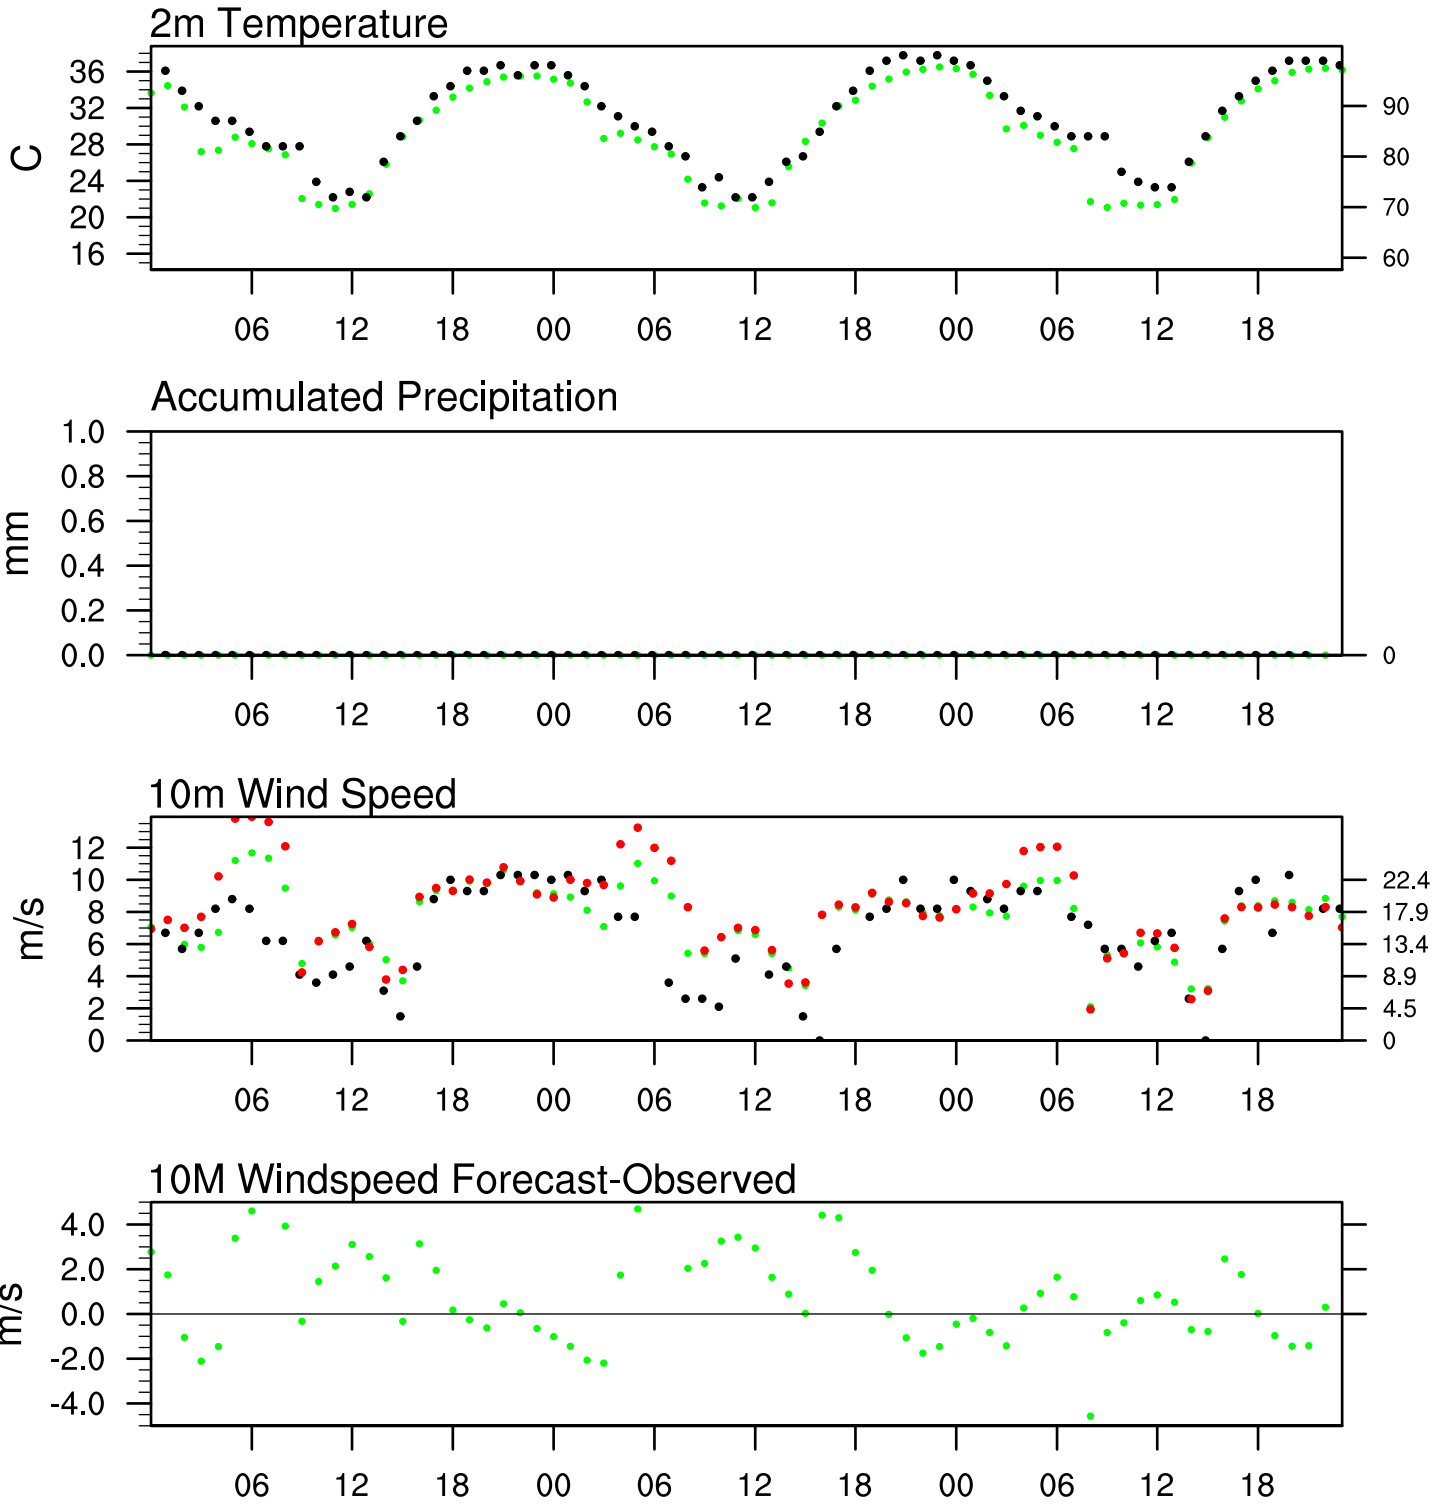 2m Temperature
C
36
32
28
24
20
16
90
80
70
60
06 12 18 00 06 12 18 00 06 12 18
Accumulated Precipitation
mm
1.0
0.8
0.6
0.4
0.2
0.0
0
06 12 18 00 06 12 18 00 06 12 18
10m Wind Speed
m/s
12
10
8
6
4
2
0
22.4
17.9
13.4
8.9
4.5
0
06 12 18 00 06 12 18 00 06 12 18
10M Windspeed Forecast-Observed
m/s
4.0
2.0
0.0
-2.0
-4.0
06 12 18 00 06 12 18 00 06 12 18